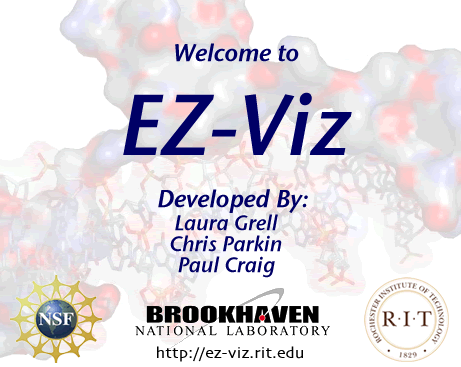 Welcome to
EZ-Viz
Developed By:
Laura Grell
Chris Parkin
Paul Craig
NSF
BROOKHAVEN
NATIONAL LABORATORY
http://ez-viz.rit.edu
ROCHESTER INSTITUTE OF TECHNOLOGY
R·I·T
· 1829 ·